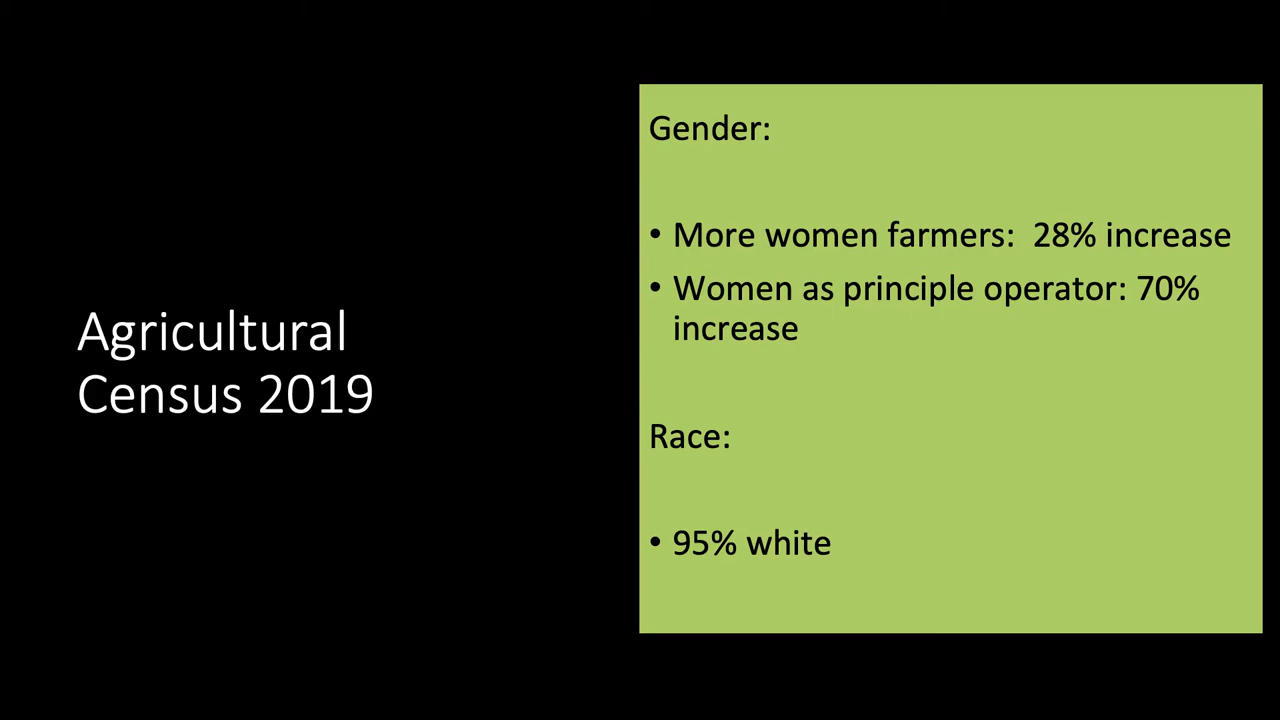 Agricultural
Census 2019
Gender:
• More women farmers:  28% increase
• Women as principle operator: 70%
increase
Race:
• 95% white